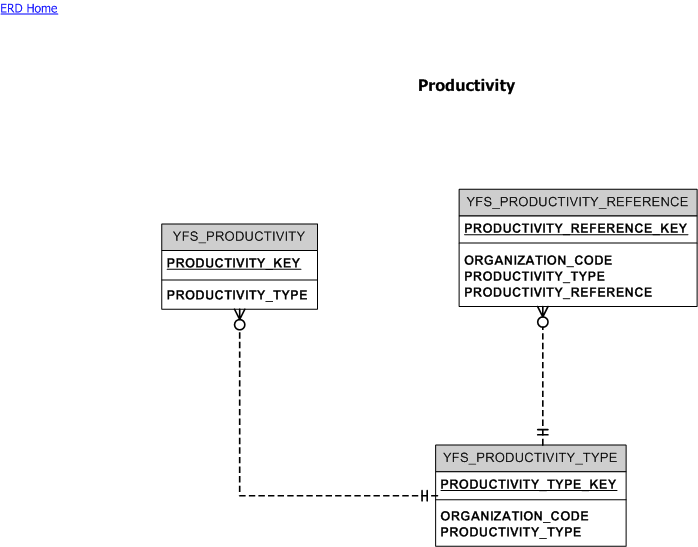 ERD Home
Productivity
YFS_PRODUCTIVITY
PRODUCTIVITY_KEY
PRODUCTIVITY_TYPE
YFS_PRODUCTIVITY_REFERENCE
PRODUCTIVITY_REFERENCE_KEY
ORGANIZATION_CODE
PRODUCTIVITY_TYPE
PRODUCTIVITY_REFERENCE
YFS_PRODUCTIVITY_TYPE
PRODUCTIVITY_TYPE_KEY
ORGANIZATION_CODE
PRODUCTIVITY_TYPE